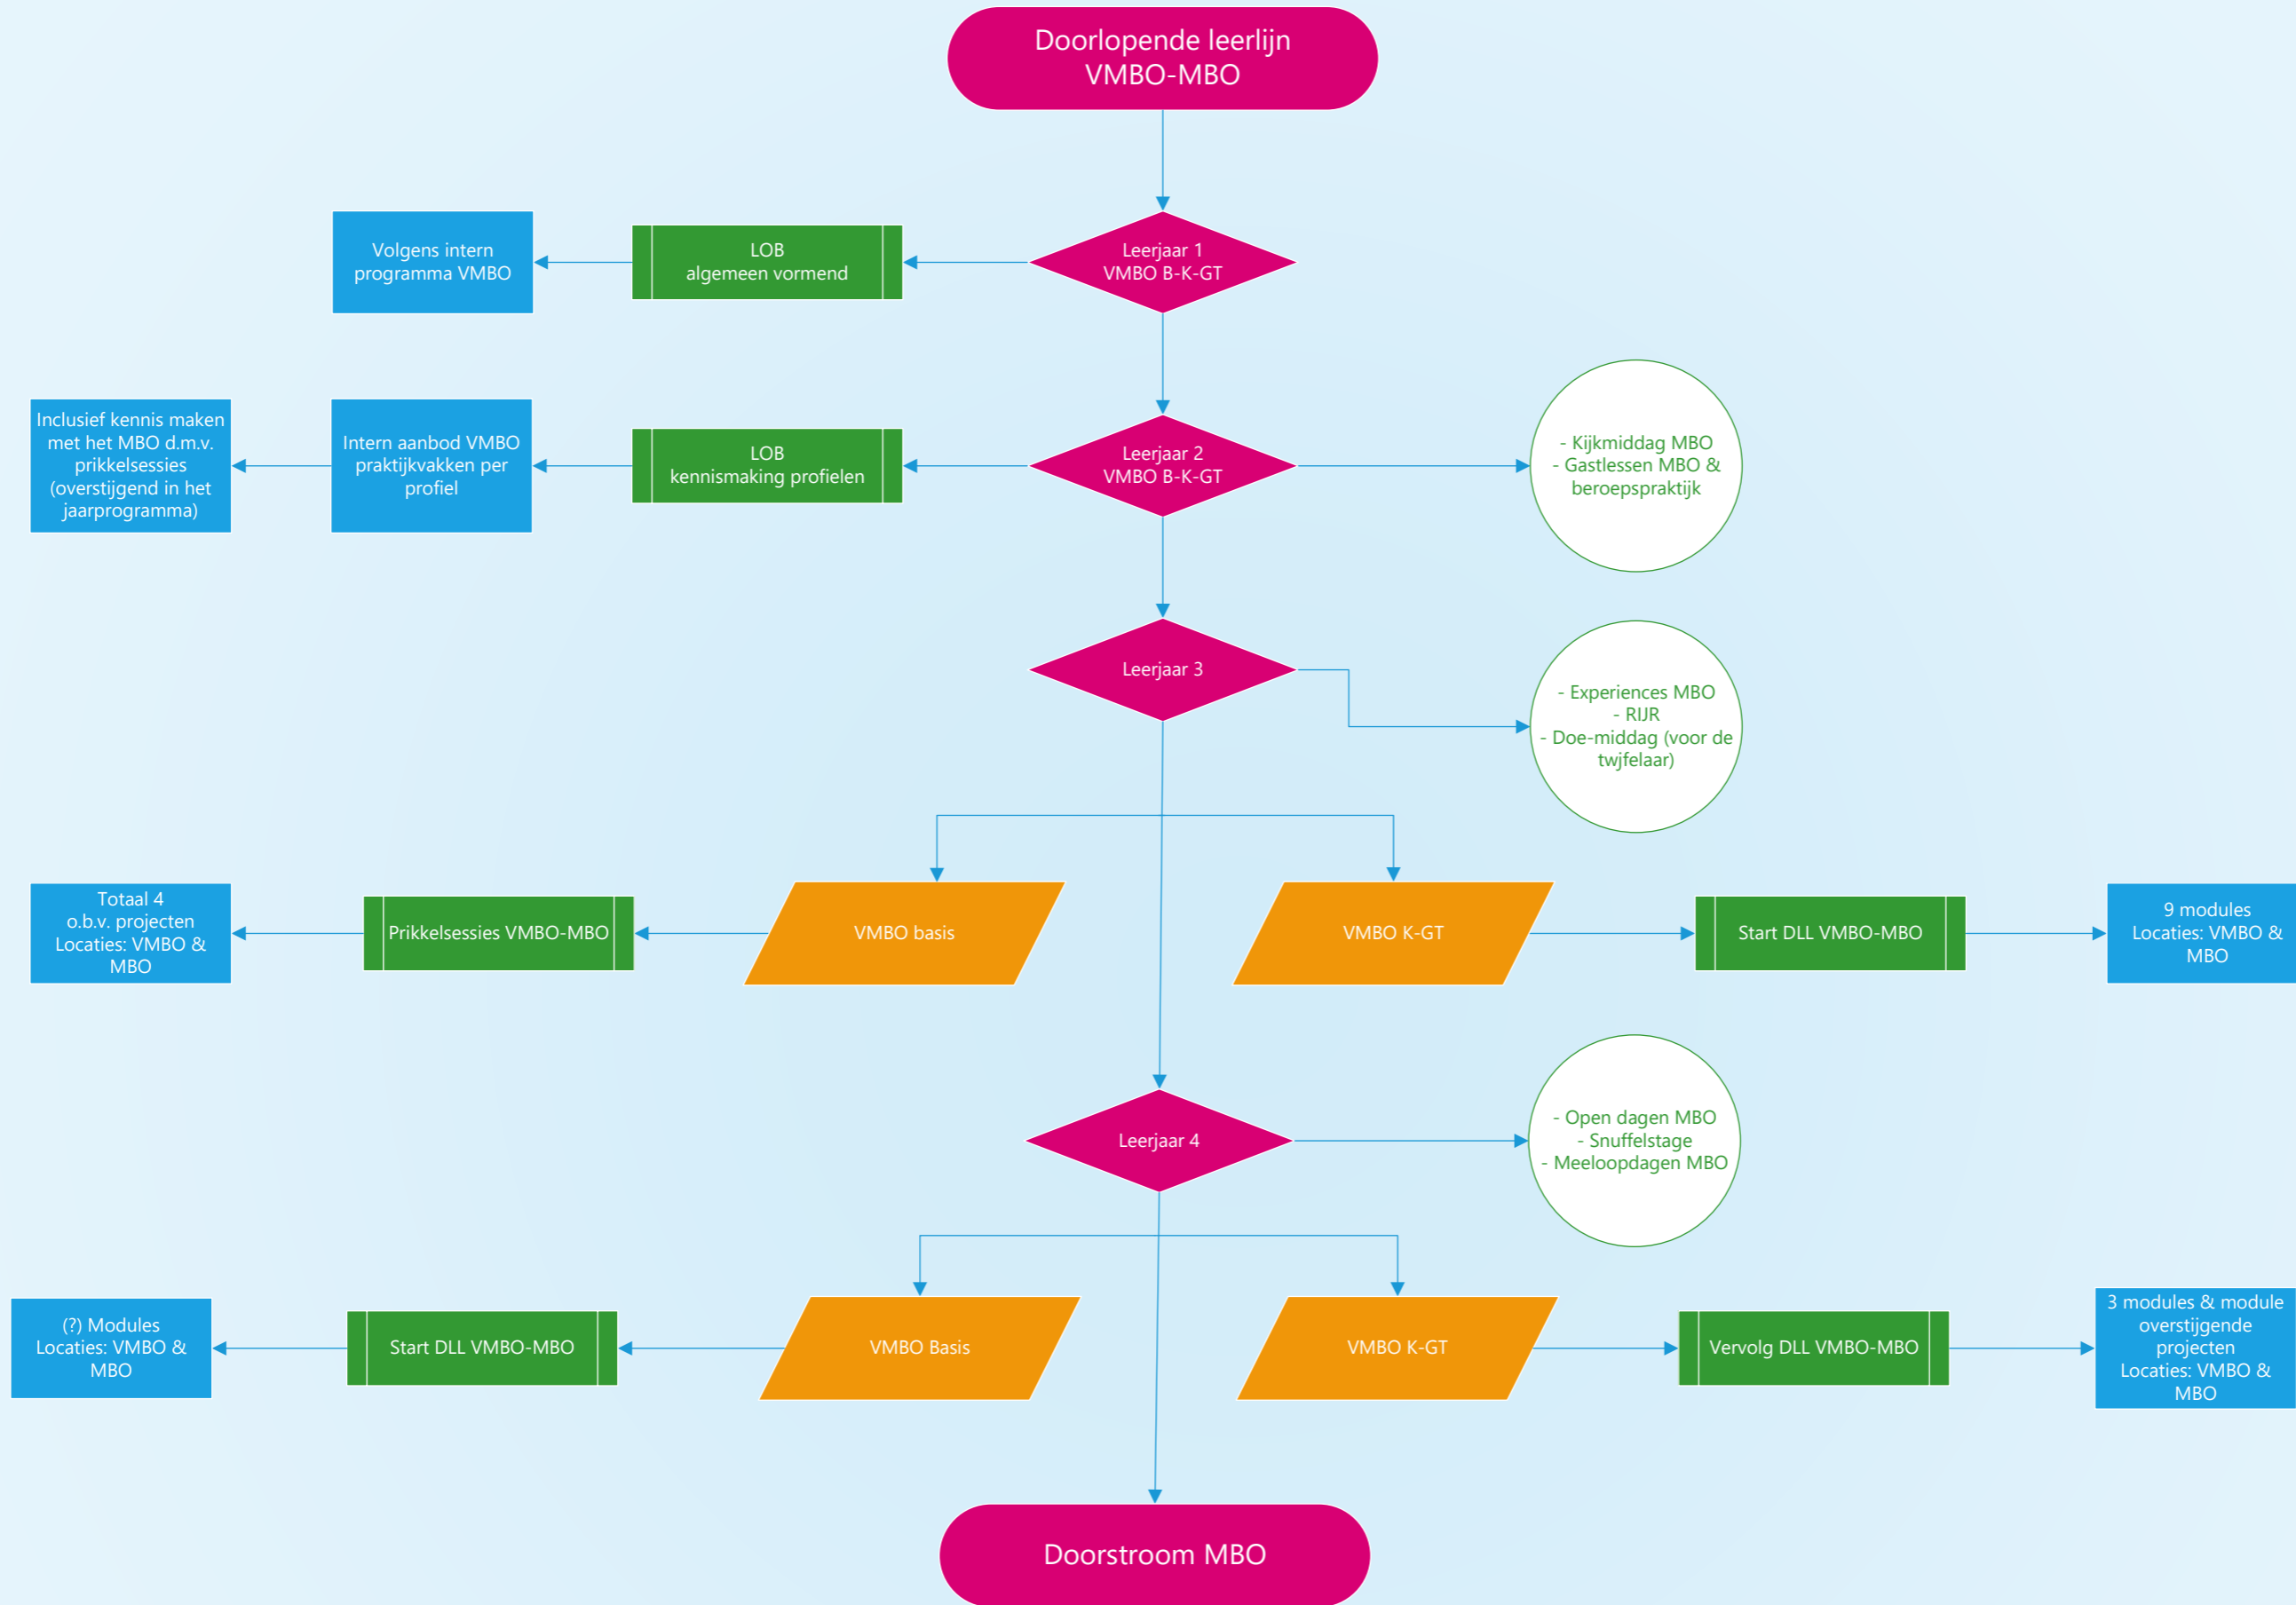 Doorlopende leerlijn
VMBO-MBO
Volgens intern
programma VMBO
LOB
algemeen vormend
Leerjaar 1
VMBO B-K-GT
Inclusief kennis maken
met het MBO d.m.v.
prikkelsessies
(overstijgend in het
jaarprogramma)
Intern aanbod VMBO
praktijkvakken per
profiel
LOB
kennismaking profielen
Leerjaar 2
VMBO B-K-GT
- Kijkmiddag MBO
- Gastlessen MBO &
beroepspraktijk
Leerjaar 3
- Experiences MBO
- RIJR
- Doe-middag (voor de
twjfelaar)
Totaal 4
o.b.v. projecten
Locaties: VMBO &
MBO
Prikkelsessies VMBO-MBO
VMBO basis
VMBO K-GT
Start DLL VMBO-MBO
9 modules
Locaties: VMBO &
MBO
Leerjaar 4
- Open dagen MBO
- Snuffelstage
- Meeloopdagen MBO
(?) Modules
Locaties: VMBO &
MBO
Start DLL VMBO-MBO
VMBO Basis
VMBO K-GT
Vervolg DLL VMBO-MBO
3 modules & module
overstijgende
projecten
Locaties: VMBO &
MBO
Doorstroom MBO